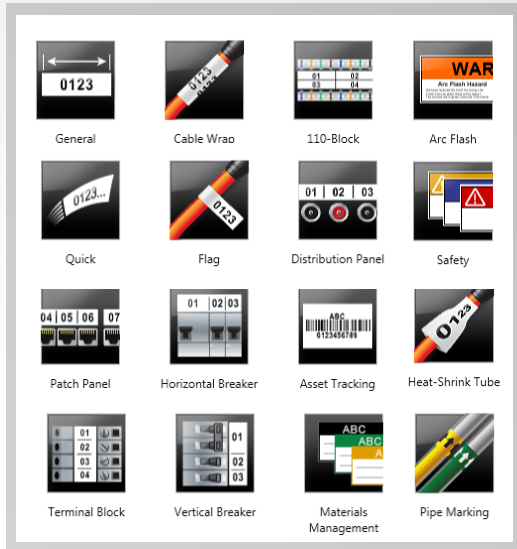 0123
General
0123
Cable Wrap
01 02
03 04
110-Block
WAR
Arc Flash Hazard
Arc Flash
0123...
Quick
0123
Flag
01 02 03
Distribution Panel
Safety
04 05 06 07
Patch Panel
01 02 03
Horizontal Breaker
ABC
0123456789
Asset Tracking
0123
Heat-Shrink Tube
01
02
03
04
Terminal Block
01
02
03
Vertical Breaker
ABC
ABC
A
Materials
Management
Pipe Marking